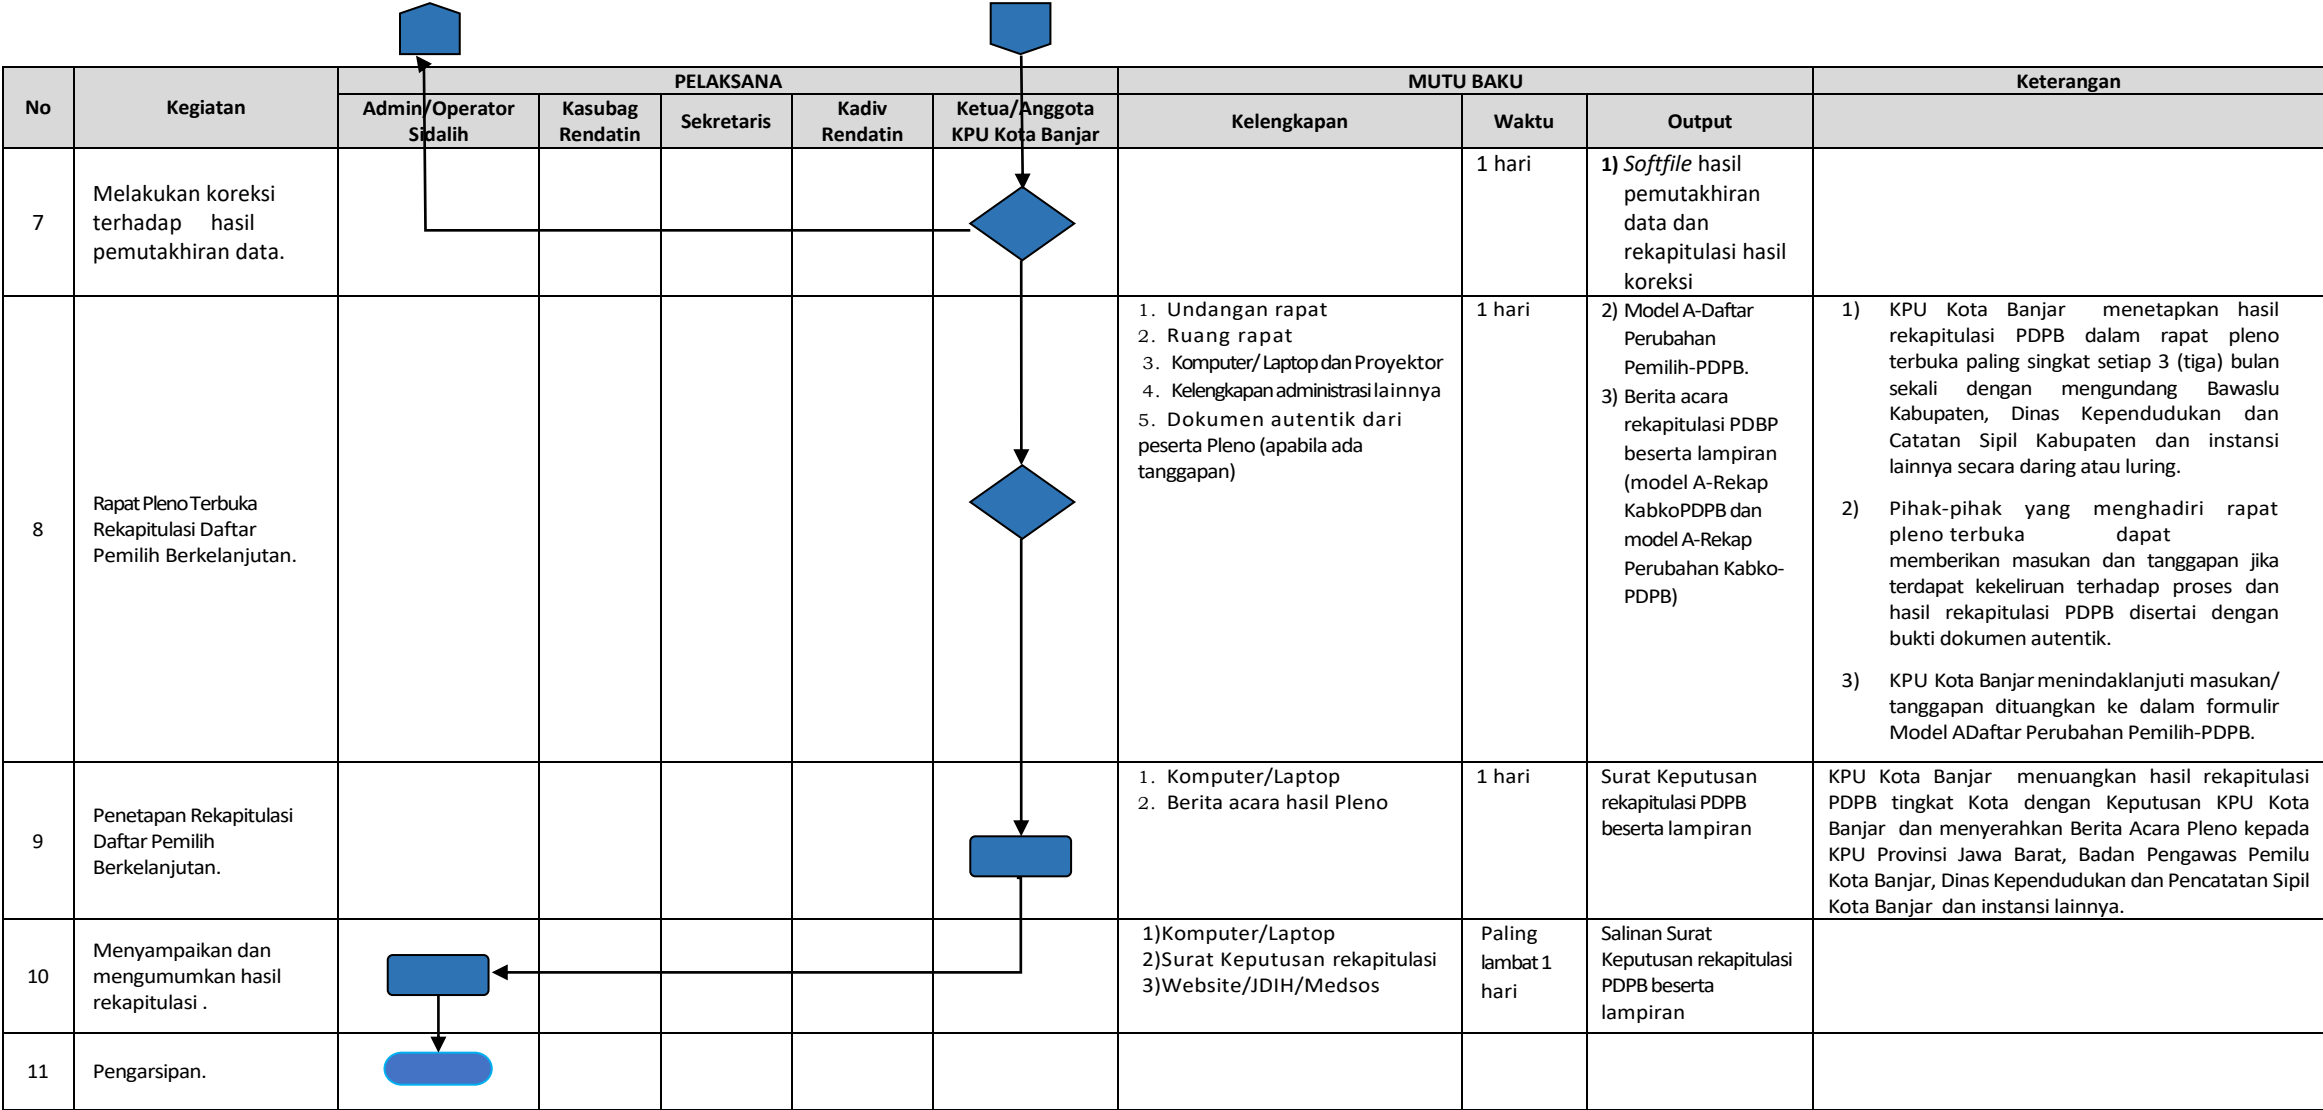 No
Kegiatan
PELAKSANA
MUTU BAKU
Keterangan
Admin/Operator
Sidalih
Kasubag
Rendatin
Sekretaris
Kadiv
Rendatin
Ketua/Anggota
KPU Kota Banjar
Kelengkapan
Waktu
Output
7
Melakukan koreksi
terhadap hasil
pemutakhiran data.
1 hari
1) Softfile hasil
pemutakhiran
data dan
rekapitulasi hasil
koreksi
8
Rapat Pleno Terbuka
Rekapitulasi Daftar
Pemilih Berkelanjutan.
1. Undangan rapat
2. Ruang rapat
3. Komputer/ Laptop dan Proyektor
4. Kelengkapan administrasi lainnya
5. Dokumen autentik dari
peserta Pleno (apabila ada
tanggapan)
1 hari
2) Model A-Daftar
Perubahan
Pemilih-PDPB.
3) Berita acara
rekapitulasi PDBP
beserta lampiran
(model A-Rekap
KabkoPDPB dan
model A-Rekap
Perubahan Kabko-
PDPB)
1) KPU Kota Banjar menetapkan hasil
rekapitulasi PDPB dalam rapat pleno
terbuka paling singkat setiap 3 (tiga) bulan
sekali dengan mengundang Bawaslu
Kabupaten, Dinas Kependudukan dan
Catatan Sipil Kabupaten dan instansi
lainnya secara daring atau luring.
2) Pihak-pihak yang menghadiri rapat
pleno terbuka dapat
memberikan masukan dan tanggapan jika
terdapat kekeliruan terhadap proses dan
hasil rekapitulasi PDPB disertai dengan
bukti dokumen autentik.
3) KPU Kota Banjar menindaklanjuti masukan/
tanggapan dituangkan ke dalam formulir
Model ADaftar Perubahan Pemilih-PDPB.
9
Penetapan Rekapitulasi
Daftar Pemilih
Berkelanjutan.
1. Komputer/Laptop
2. Berita acara hasil Pleno
1 hari
Surat Keputusan
rekapitulasi PDPB
beserta lampiran
KPU Kota Banjar menuangkan hasil rekapitulasi
PDPB tingkat Kota dengan Keputusan KPU Kota
Banjar dan menyerahkan Berita Acara Pleno kepada
KPU Provinsi Jawa Barat, Badan Pengawas Pemilu
Kota Banjar, Dinas Kependudukan dan Pencatatan Sipil
Kota Banjar dan instansi lainnya.
10
Menyampaikan dan
mengumumkan hasil
rekapitulasi .
1)Komputer/Laptop
2)Surat Keputusan rekapitulasi
3)Website/JDIH/Medsos
Paling
lambat 1
hari
Salinan Surat
Keputusan rekapitulasi
PDPB beserta
lampiran
11
Pengarsipan.